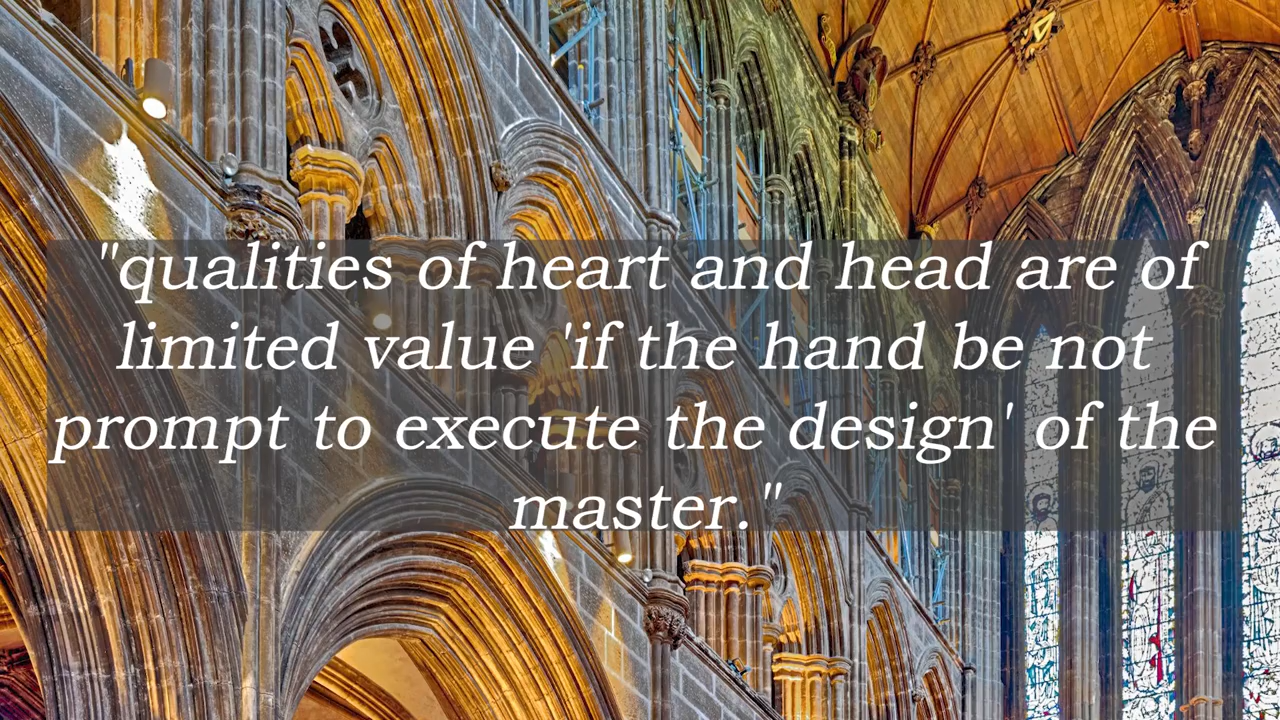 "qualities of heart and head are of
limited value 'if the hand be not
prompt to execute the design' of the
master."